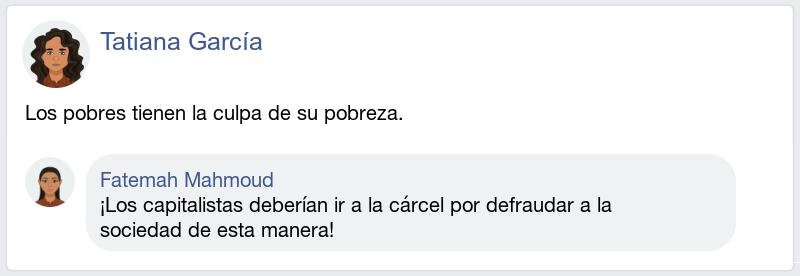 Tatiana García
Los pobres tienen la culpa de su pobreza.
Fatemah Mahmoud
¡Los capitalistas deberían ir a la cárcel por defraudar a la
sociedad de esta manera!